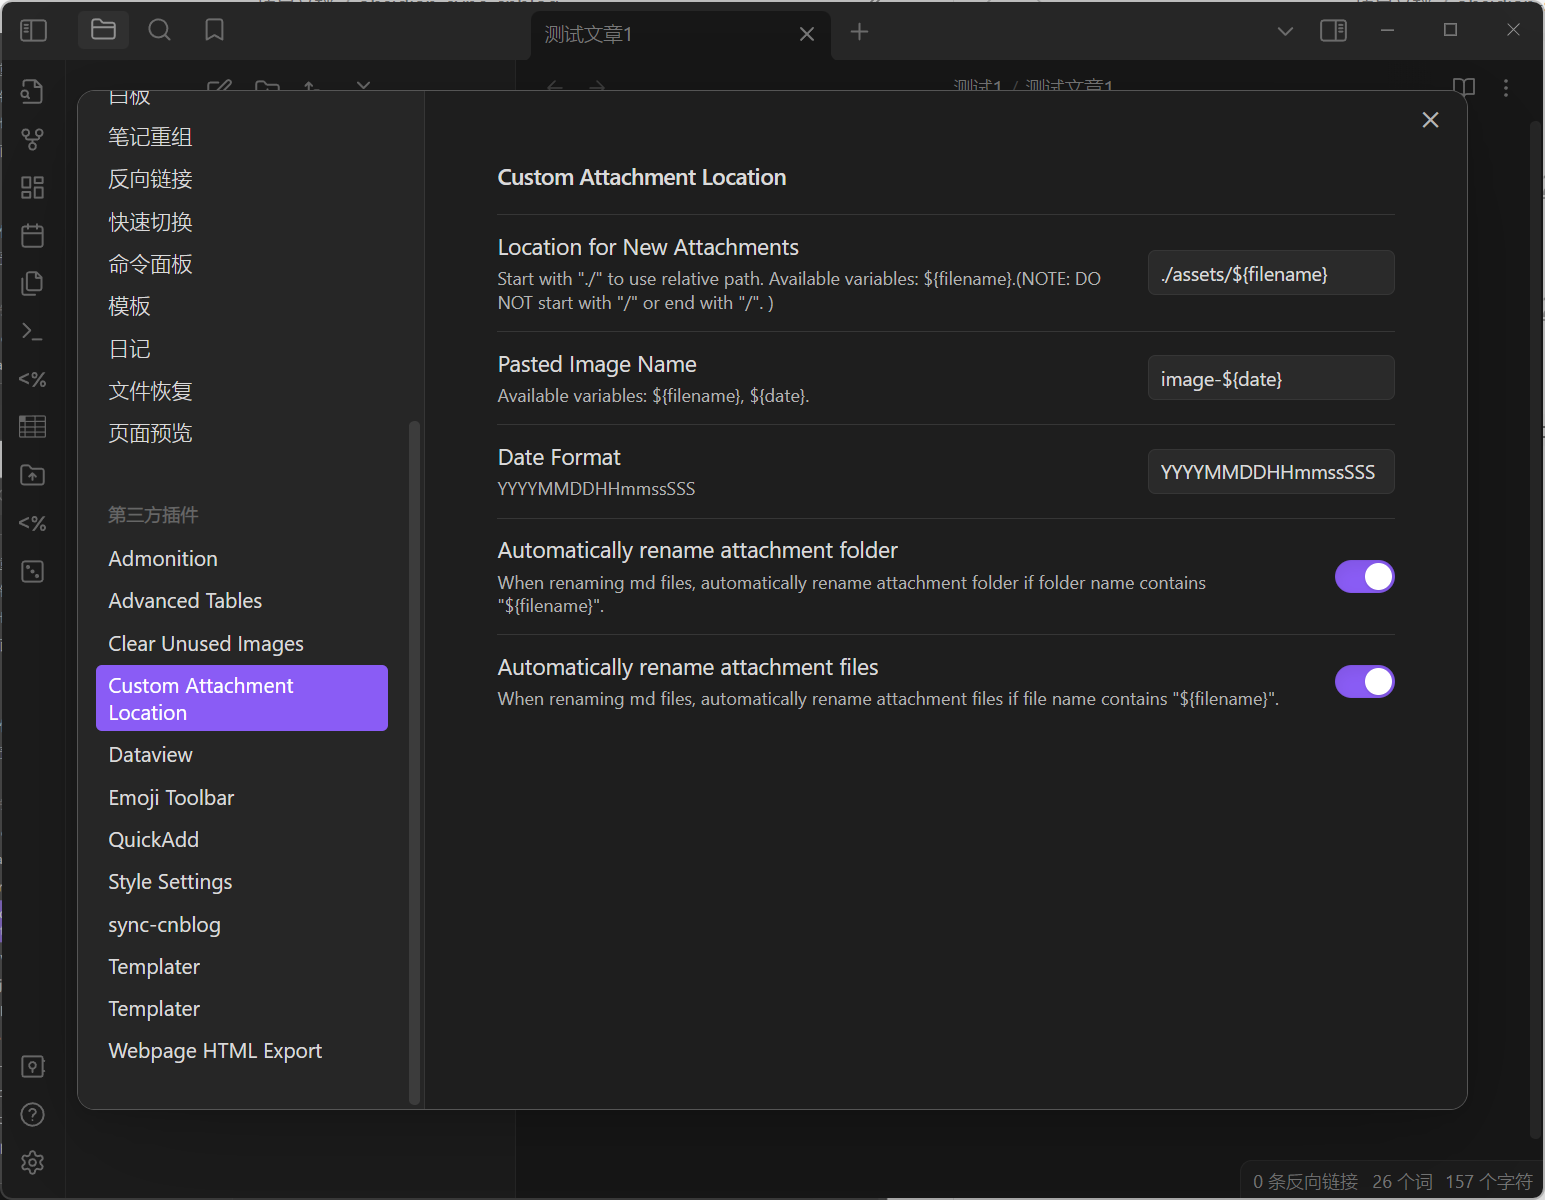 测试文章1
测试1 / 测试文章1
白板
笔记重组
反向链接
快速切换
命令面板
模板
日记
文件恢复
页面预览
第三方插件
Admonition
Advanced Tables
Clear Unused Images
Custom Attachment
Location
Dataview
Emoji Toolbar
QuickAdd
Style Settings
sync-cnblog
Templater
Templater
Webpage HTML Export
Custom Attachment Location
Location for New Attachments
Start with "./" to use relative path. Available variables: ${filename}.(NOTE: DO
NOT start with "/" or end with "/". )
./assets/${filename}
Pasted Image Name
Available variables: ${filename}, ${date}.
image-${date}
Date Format
YYYYMMDDHHmmssSSS
YYYYMMDDHHmmssSSS
Automatically rename attachment folder
When renaming md files, automatically rename attachment folder if folder name contains
"${filename}".
Automatically rename attachment files
When renaming md files, automatically rename attachment files if file name contains "${filename}".
0 条反向链接 26 个词 157 个字符